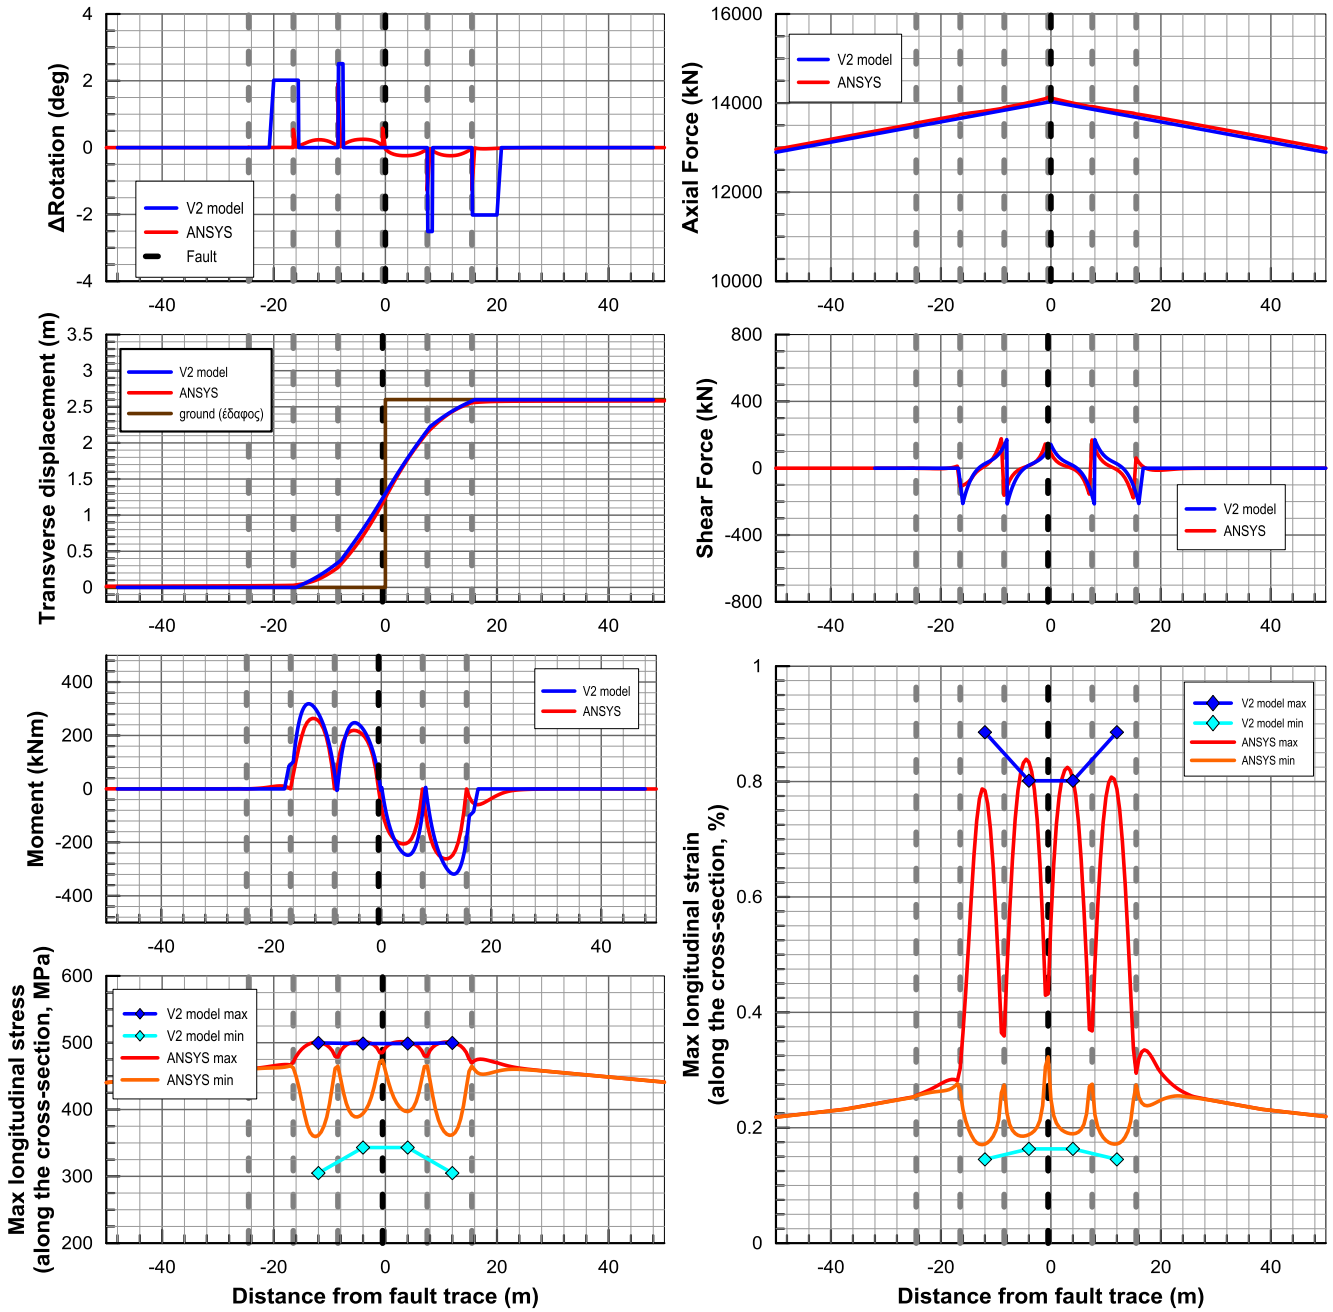 4
2
0
-2
-4
ΔRotation (deg)
V2 model
ANSYS
Fault
-40
-20
0
20
40
16000
14000
12000
10000
Axial Force (kN)
V2 model
ANSYS
-40
-20
0
20
40
3.5
3
2.5
2
1.5
1
0.5
0
Transverse displacement (m)
V2 model
ANSYS
ground (έδαφος)
-40
-20
0
20
40
800
400
0
-400
-800
Shear Force (kN)
V2 model
ANSYS
-40
-20
0
20
40
400
200
0
-200
-400
Moment (kNm)
V2 model
ANSYS
-40
-20
0
20
40
600
500
400
300
200
Max longitudinal stress
(along the cross-section, MPa)
V2 model max
V2 model min
ANSYS max
ANSYS min
-40
-20
0
20
40
Distance from fault trace (m)
1
0.8
0.6
0.4
0.2
0
Max longitudinal strain
(along the cross-section, %)
V2 model max
V2 model min
ANSYS max
ANSYS min
-40
-20
0
20
40
Distance from fault trace (m)